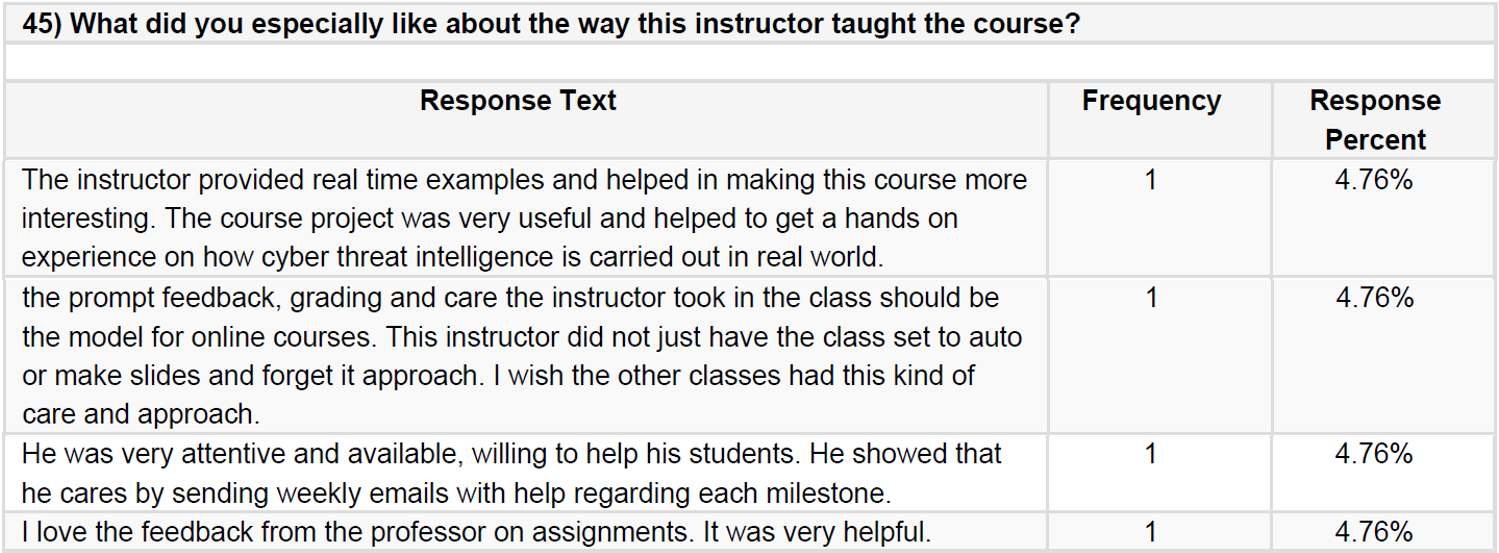 45) What did you especially like about the way this instructor taught the course?
Response Text
Frequency
Response
Percent
The instructor provided real time examples and helped in making this course more
interesting. The course project was very useful and helped to get a hands on
experience on how cyber threat intelligence is carried out in real world.
1
4.76%
the prompt feedback, grading and care the instructor took in the class should be
the model for online courses. This instructor did not just have the class set to auto
or make slides and forget it approach. I wish the other classes had this kind of
care and approach.
1
4.76%
He was very attentive and available, willing to help his students. He showed that
he cares by sending weekly emails with help regarding each milestone.
1
4.76%
I love the feedback from the professor on assignments. It was very helpful.
1
4.76%